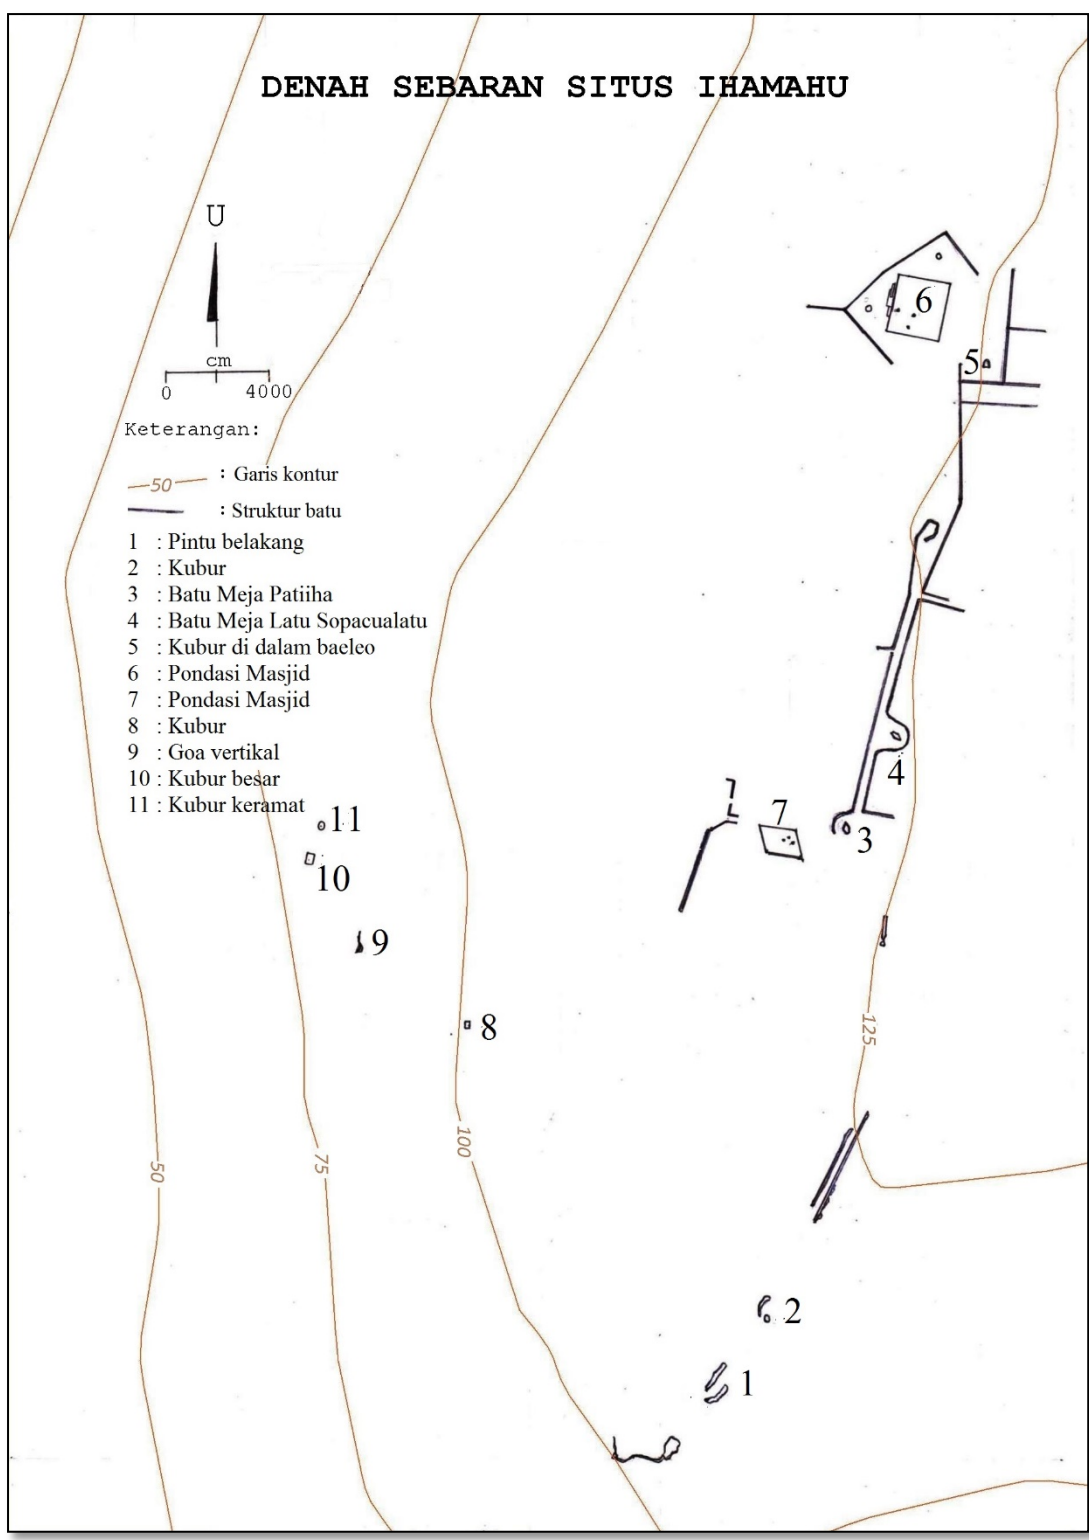 DENAH SEBARAN SITUS IHAMAHU
U
cm
0 4000
Keterangan:
50 : Garis kontur
: Struktur batu
1 : Pintu belakang
2 : Kubur
3 : Batu Meja Patiiha
4 : Batu Meja Latu Sopacualatu
5 : Kubur di dalam baeleo
6 : Pondasi Masjid
7 : Pondasi Masjid
8 : Kubur
9 : Goa vertikal
10 : Kubur besar
11 : Kubur keramat
6
5
4
7
3
11
10
9
8
125
100
75
50
2
1